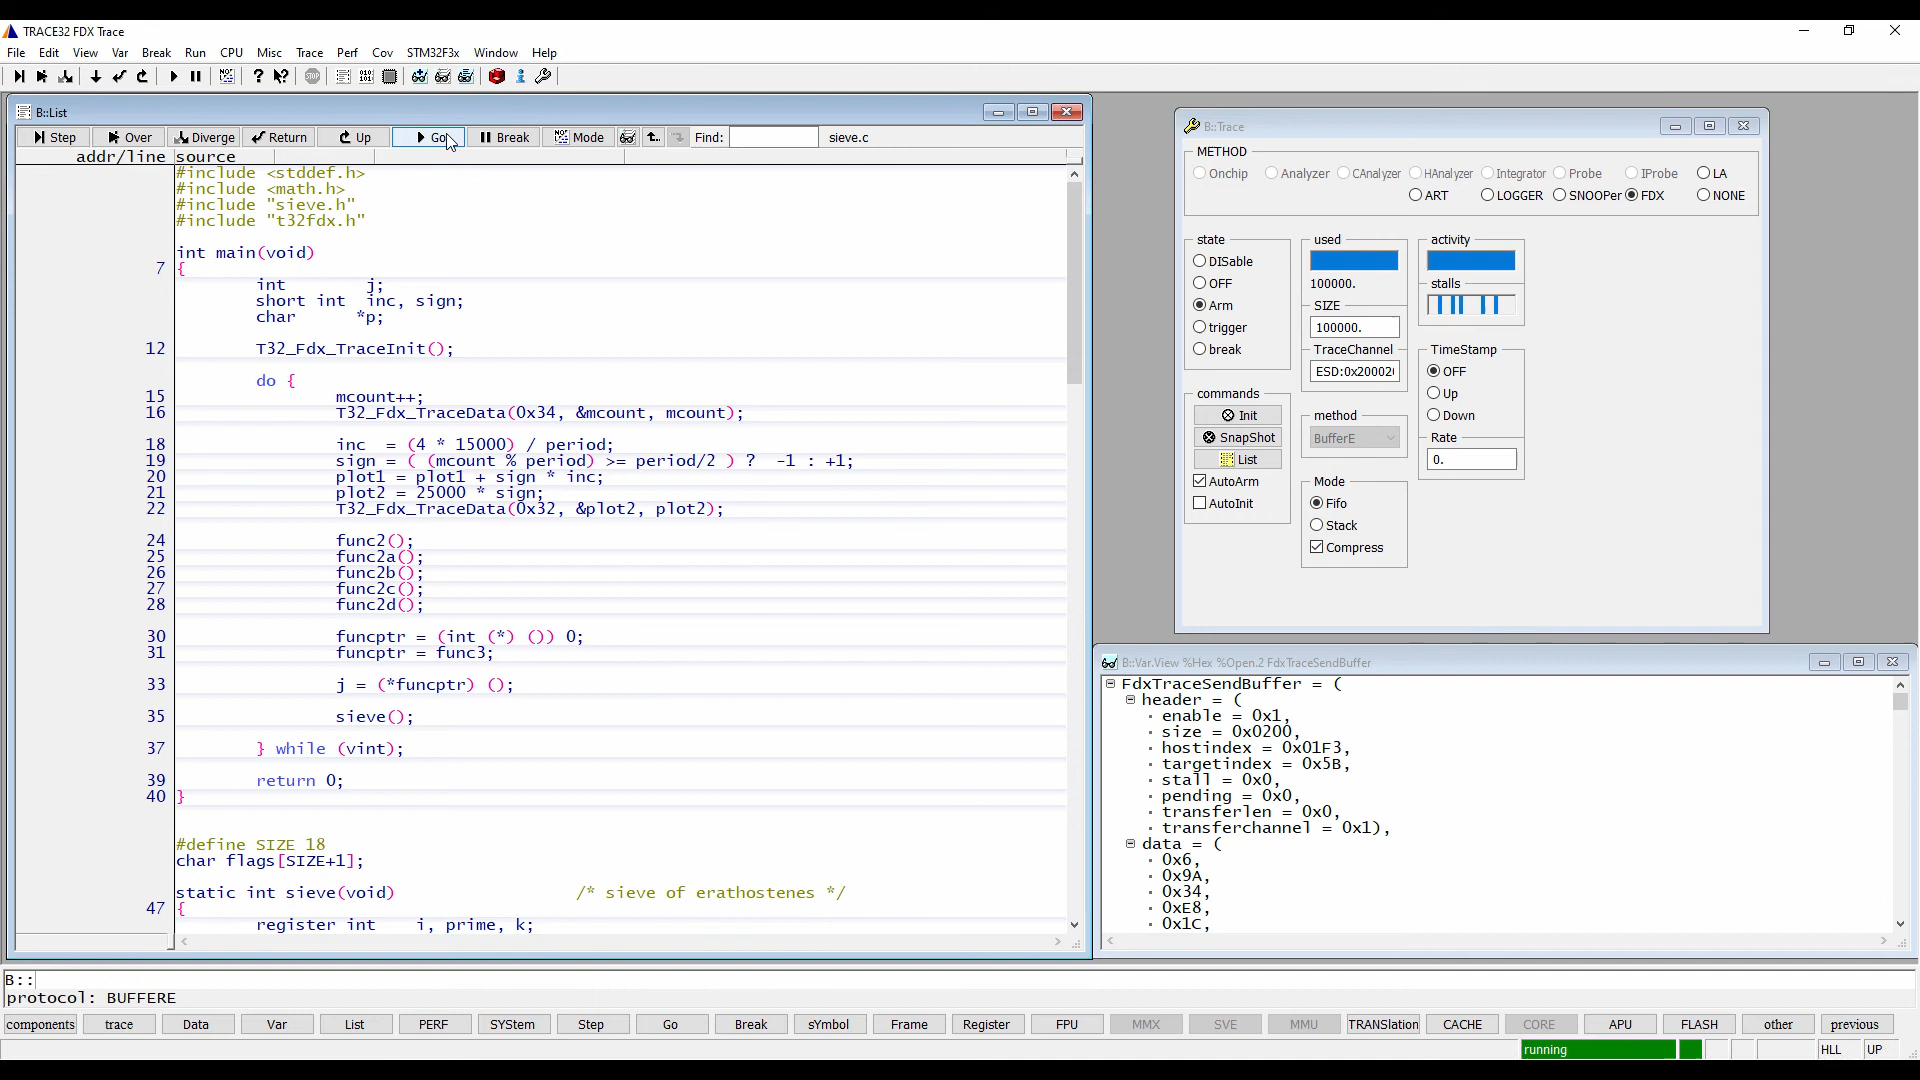 TRACE32 FDX Trace
File Edit View Var Break Run CPU Misc Trace Perf Cov STM32F3x Window Help
B::List
Step Over Diverge Return Up Go Break Mode Find: sieve.c
addr/line source
#include <stddef.h>
#include <math.h>
#include "sieve.h"
#include "t32fdx.h"
int main(void)
7 {
int j;
short int inc, sign;
char *p;
12 T32_Fdx_TraceInit();
do {
15 mcount++;
16 T32_Fdx_TraceData(0x34, &mcount, mcount);
18 inc = (4 * 15000) / period;
19 sign = ( (mcount % period) >= period/2 ) ? -1 : +1;
20 plot1 = plot1 + sign * inc;
21 plot2 = 25000 * sign;
22 T32_Fdx_TraceData(0x32, &plot2, plot2);
24 func2();
25 func2a();
26 func2b();
27 func2c();
28 func2d();
30 funcptr = (int (*) ()) 0;
31 funcptr = func3;
33 j = (*funcptr) ();
35 sieve();
37 } while (vint);
39 return 0;
40 }
#define SIZE 18
char flags[SIZE+1];
static int sieve(void) /* sieve of erathostenes */
47 {
register int i, prime, k;
B::Trace
METHOD
Onchip Analyzer CAnalyzer HAnalyzer Integrator Probe IProbe LA
ART LOGGER SNOOPer FDX NONE
state
DISable
OFF
Arm
trigger
break
commands
Init
SnapShot
List
AutoArm
AutoInit
used
100000.
SIZE
100000.
TraceChannel
ESD:0x20002
method
BufferE
Mode
Fifo
Stack
Compress
activity
stalls
TimeStamp
OFF
Up
Down
Rate
0.
B::Var.View %Hex %Open.2 FdxTraceSendBuffer
FdxTraceSendBuffer = (
header = (
enable = 0x1,
size = 0x0200,
hostindex = 0x01F3,
targetindex = 0x5B,
stall = 0x0,
pending = 0x0,
transferlen = 0x0,
transferchannel = 0x1),
data = (
0x6,
0x9A,
0x34,
0xE8,
0x1C,
B::
protocol: BUFFERE
components trace Data Var List PERF SYStem Step Go Break sYmbol Frame Register FPU MMX SVE MMU TRANSlation CACHE CORE APU FLASH other previous
running HLL UP